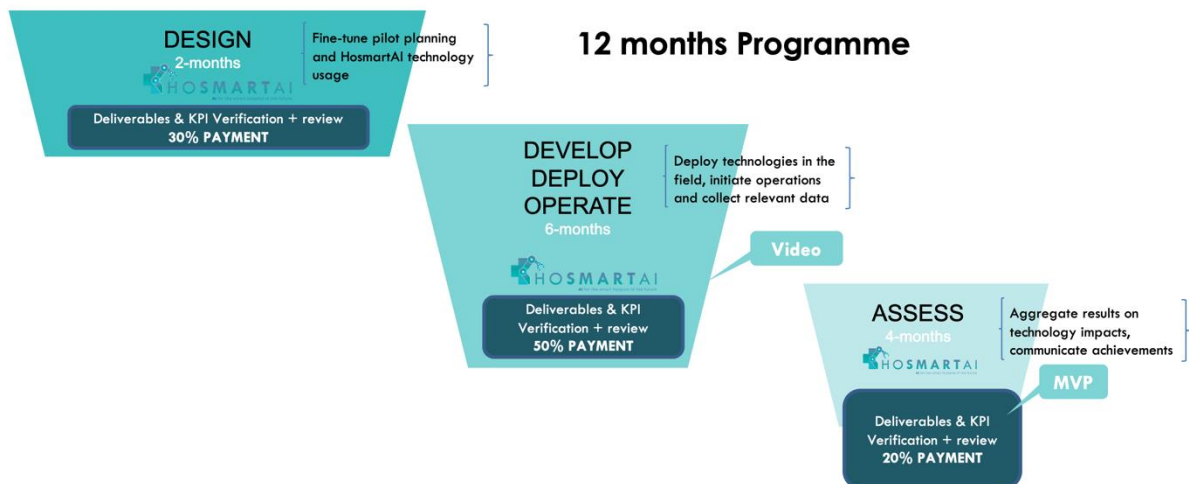 12 months Programme
DESIGN
2-months
HOSMARTAI
Fine-tune pilot planning
and HosmartAI technology
usage
Deliverables & KPI Verification + review
30% PAYMENT
DEVELOP
DEPLOY
OPERATE
6-months
HOSMARTAI
Deploy technologies in the
field, initiate operations
and collect relevant data
Video
Deliverables & KPI
Verification + review
50% PAYMENT
ASSESS
4-months
HOSMARTAI
Aggregate results on
technology impacts,
communicate achievements
MVP
Deliverables & KPI
Verification + review
20% PAYMENT